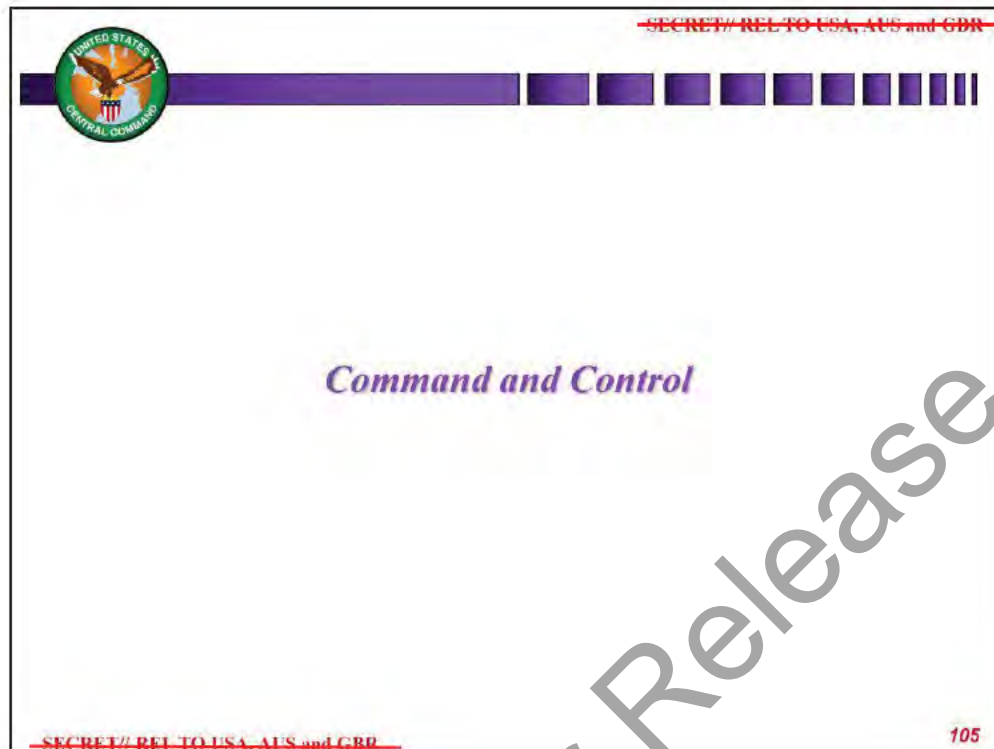 SECRET// REL TO USA, AUS and GBR
UNITED STATES
CENTRAL COMMAND
Command and Control
Release
SECRET// REL TO USA, AUS and GBR
105